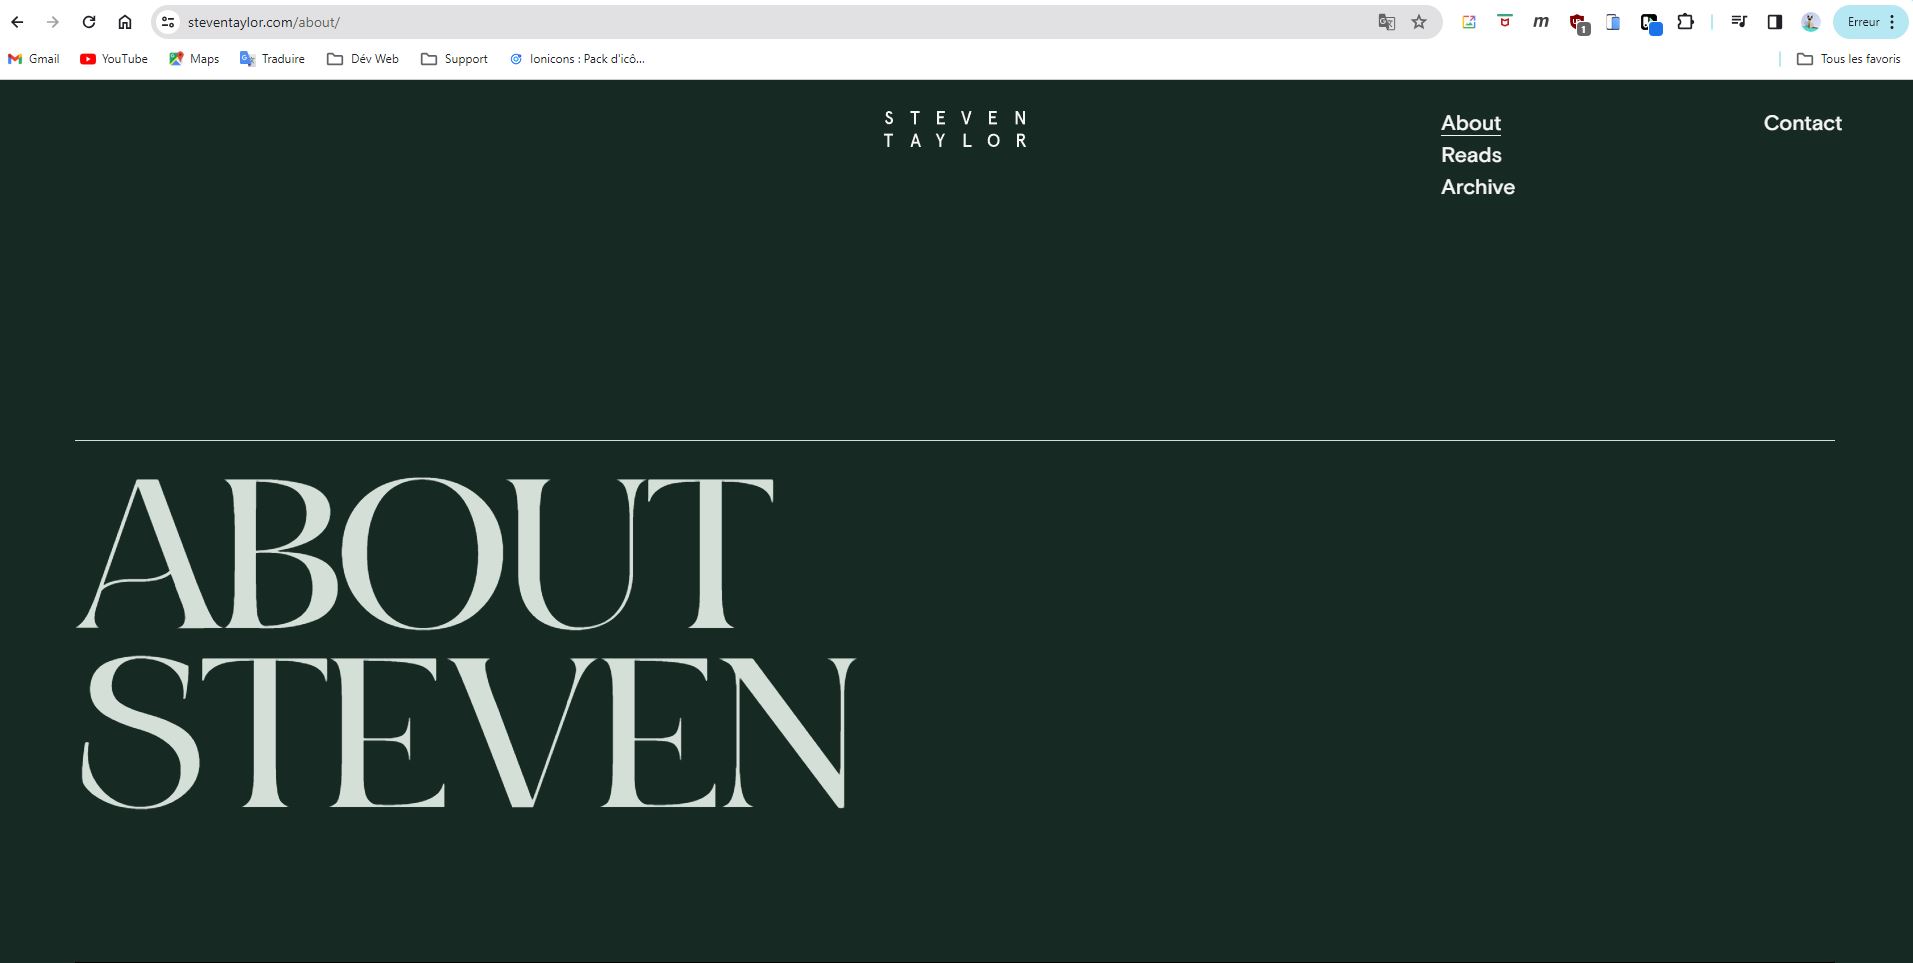 steventaylor.com/about/
m
1
Erreur
Gmail
YouTube
Maps
Traduire
Dév Web
Support
Ionicons : Pack d'icô...
Tous les favoris
STEVEN
TAYLOR
About
Reads
Archive
Contact
ABOUT
STEVEN